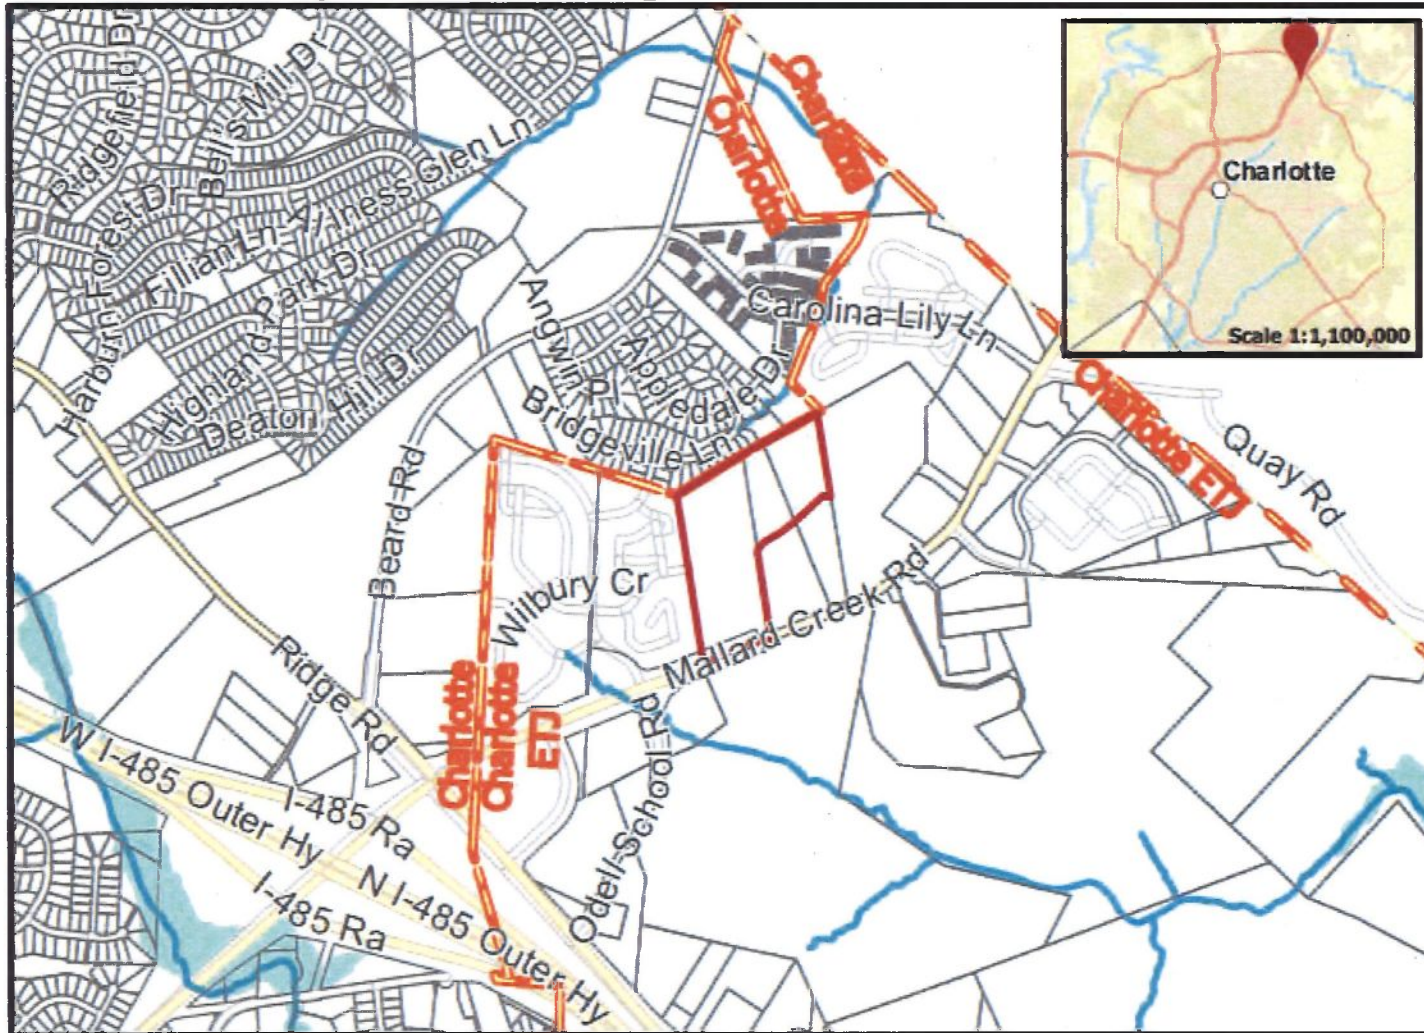 Ridgefield Dr
Bell's Mill Dr
Charlotte
Charlotte
Charlotte
Scale 1:1,100,000
Harburn Forest Dr
Fillian Ln
Highland Park Dr
Deaton Hill Dr
Angwin Pl
Appledale Dr
Bridgeville Ln
Carolina Lily Ln
Charlotte ETJ
Quay Rd
Beard Rd
Wilbury Cr
Mallard Creek Rd
Ridge Rd
Charlotte
Charlotte
ETJ
Odell School Rd
W I-485 Outer Hy
I-485 Ra
N I-485 Outer Hy
I-485 Ra